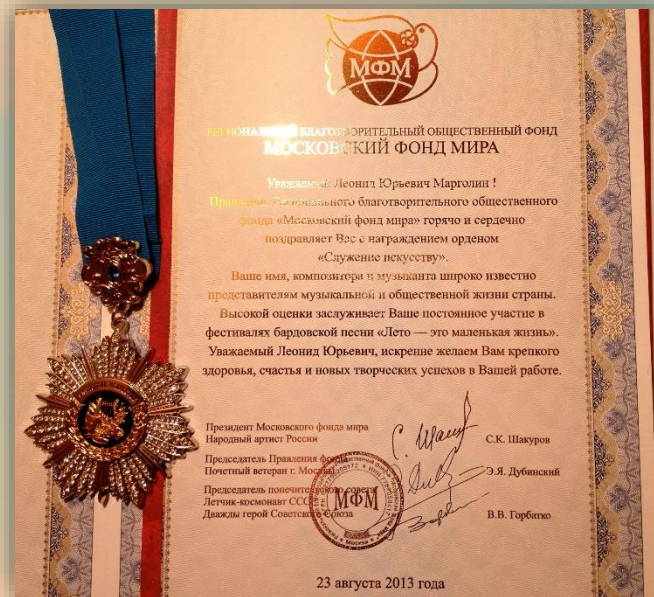 МФМ
РЕГИОНАЛЬНЫЙ БЛАГОТВОРИТЕЛЬНЫЙ ОБЩЕСТВЕННЫЙ ФОНД
МОСКОВСКИЙ ФОНД МИРА
Уважаемый Леонид Юрьевич Марголин !
Правление Регионального благотворительного общественного
фонда «Московский фонд мира» горячо и сердечно
поздравляет Вас с награждением орденом
«Служение искусству».
Ваше имя, композитора и музыканта широко известно
представителям музыкальной и общественной жизни страны.
Высокой оценки заслуживает Ваше постоянное участие в
фестивалях бардовской песни «Лето — это маленькая жизнь».
Уважаемый Леонид Юрьевич, искренне желаем Вам крепкого
здоровья, счастья и новых творческих успехов в Вашей работе.
Президент Московского фонда мира
Народный артист России
С.К. Шакуров
Председатель Правления фонда
Почетный ветеран г. Москвы
Э.Я. Дубинский
Председатель попечительского совета
Летчик-космонавт СССР
Дважды герой Советского Союза
В.В. Горбатко
МФМ
23 августа 2013 года